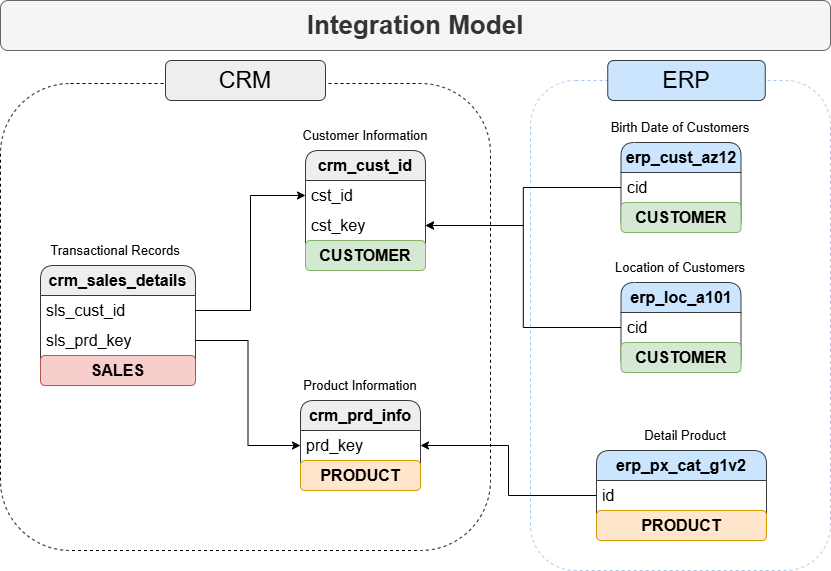 Integration Model
CRM
ERP
Customer Information
crm_cust_id
cst_id
cst_key
CUSTOMER
Transactional Records
crm_sales_details
sls_cust_id
sls_prd_key
SALES
Product Information
crm_prd_info
prd_key
PRODUCT
Birth Date of Customers
erp_cust_az12
cid
CUSTOMER
Location of Customers
erp_loc_a101
cid
CUSTOMER
Detail Product
erp_px_cat_g1v2
id
PRODUCT